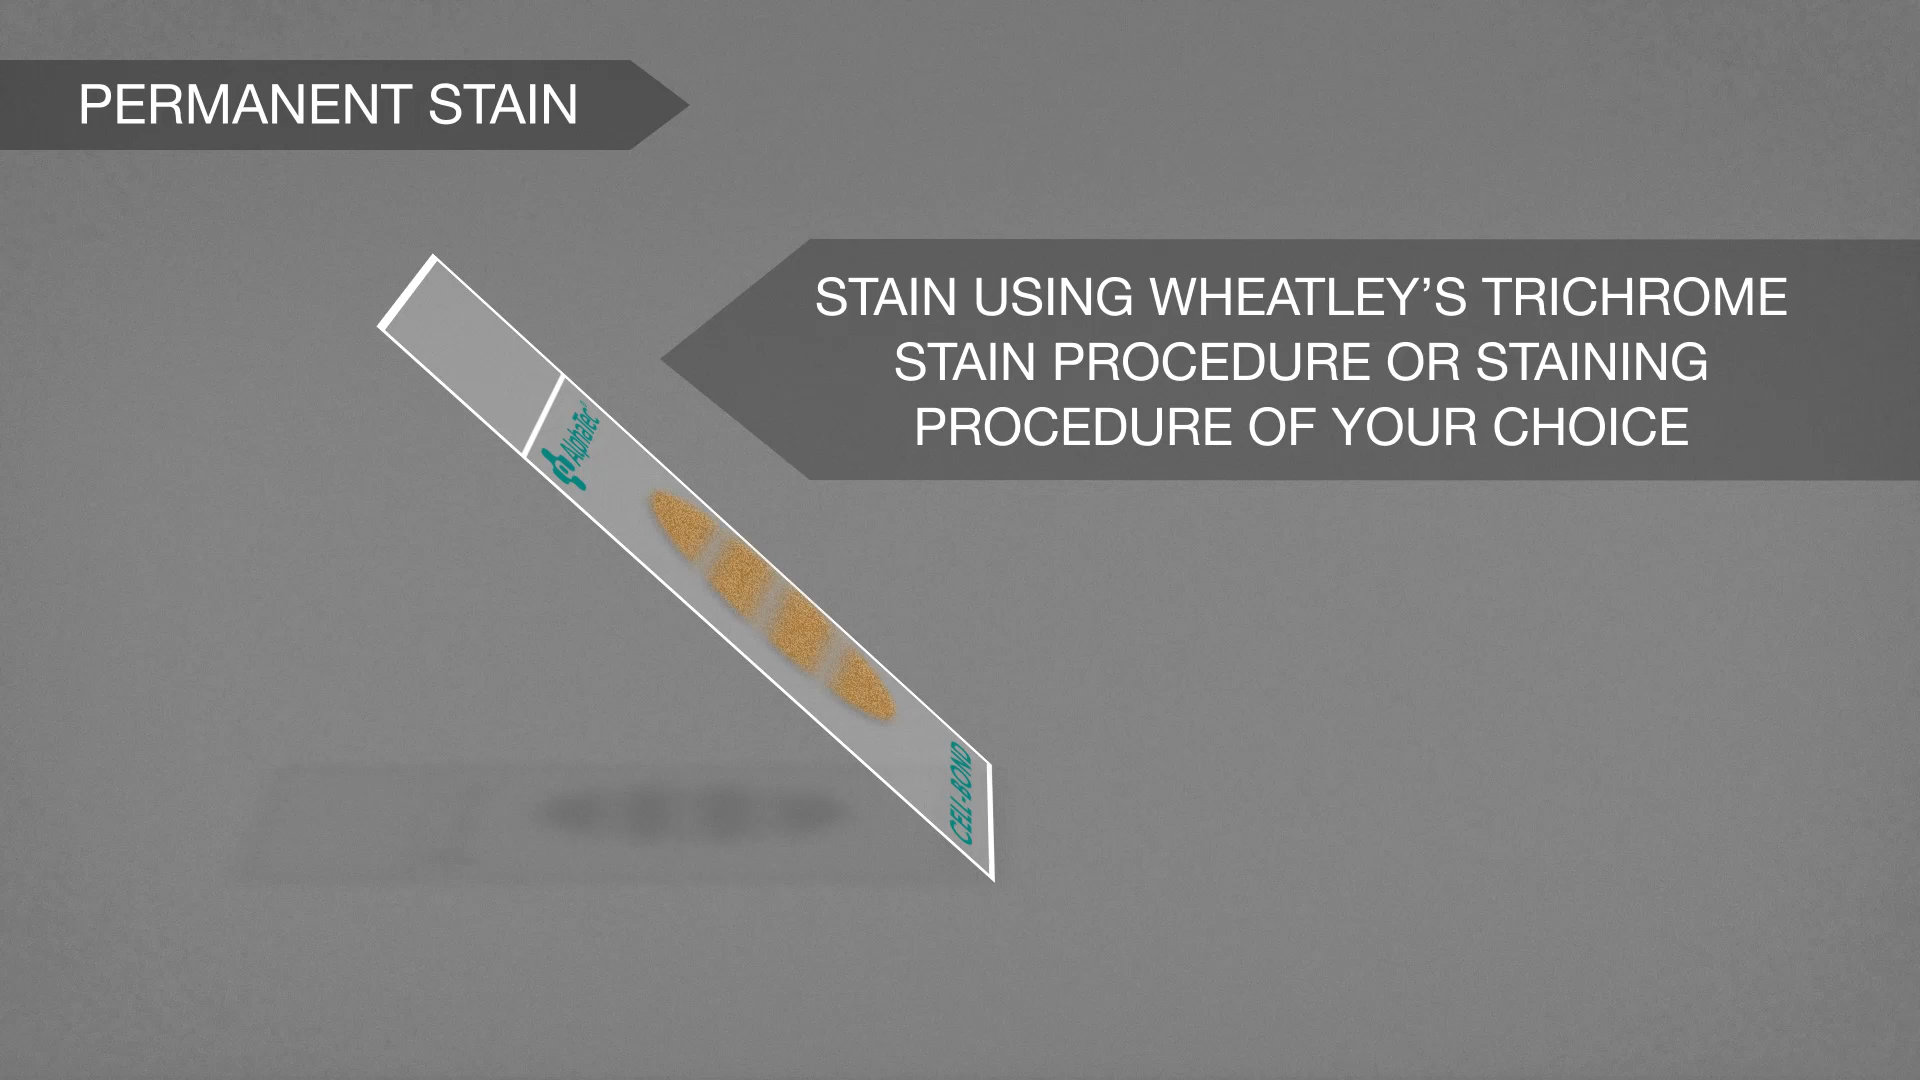 PERMANENT STAIN
STAIN USING WHEATLEY’S TRICHROME
STAIN PROCEDURE OR STAINING
PROCEDURE OF YOUR CHOICE
AlphaTec
CELL-BOND